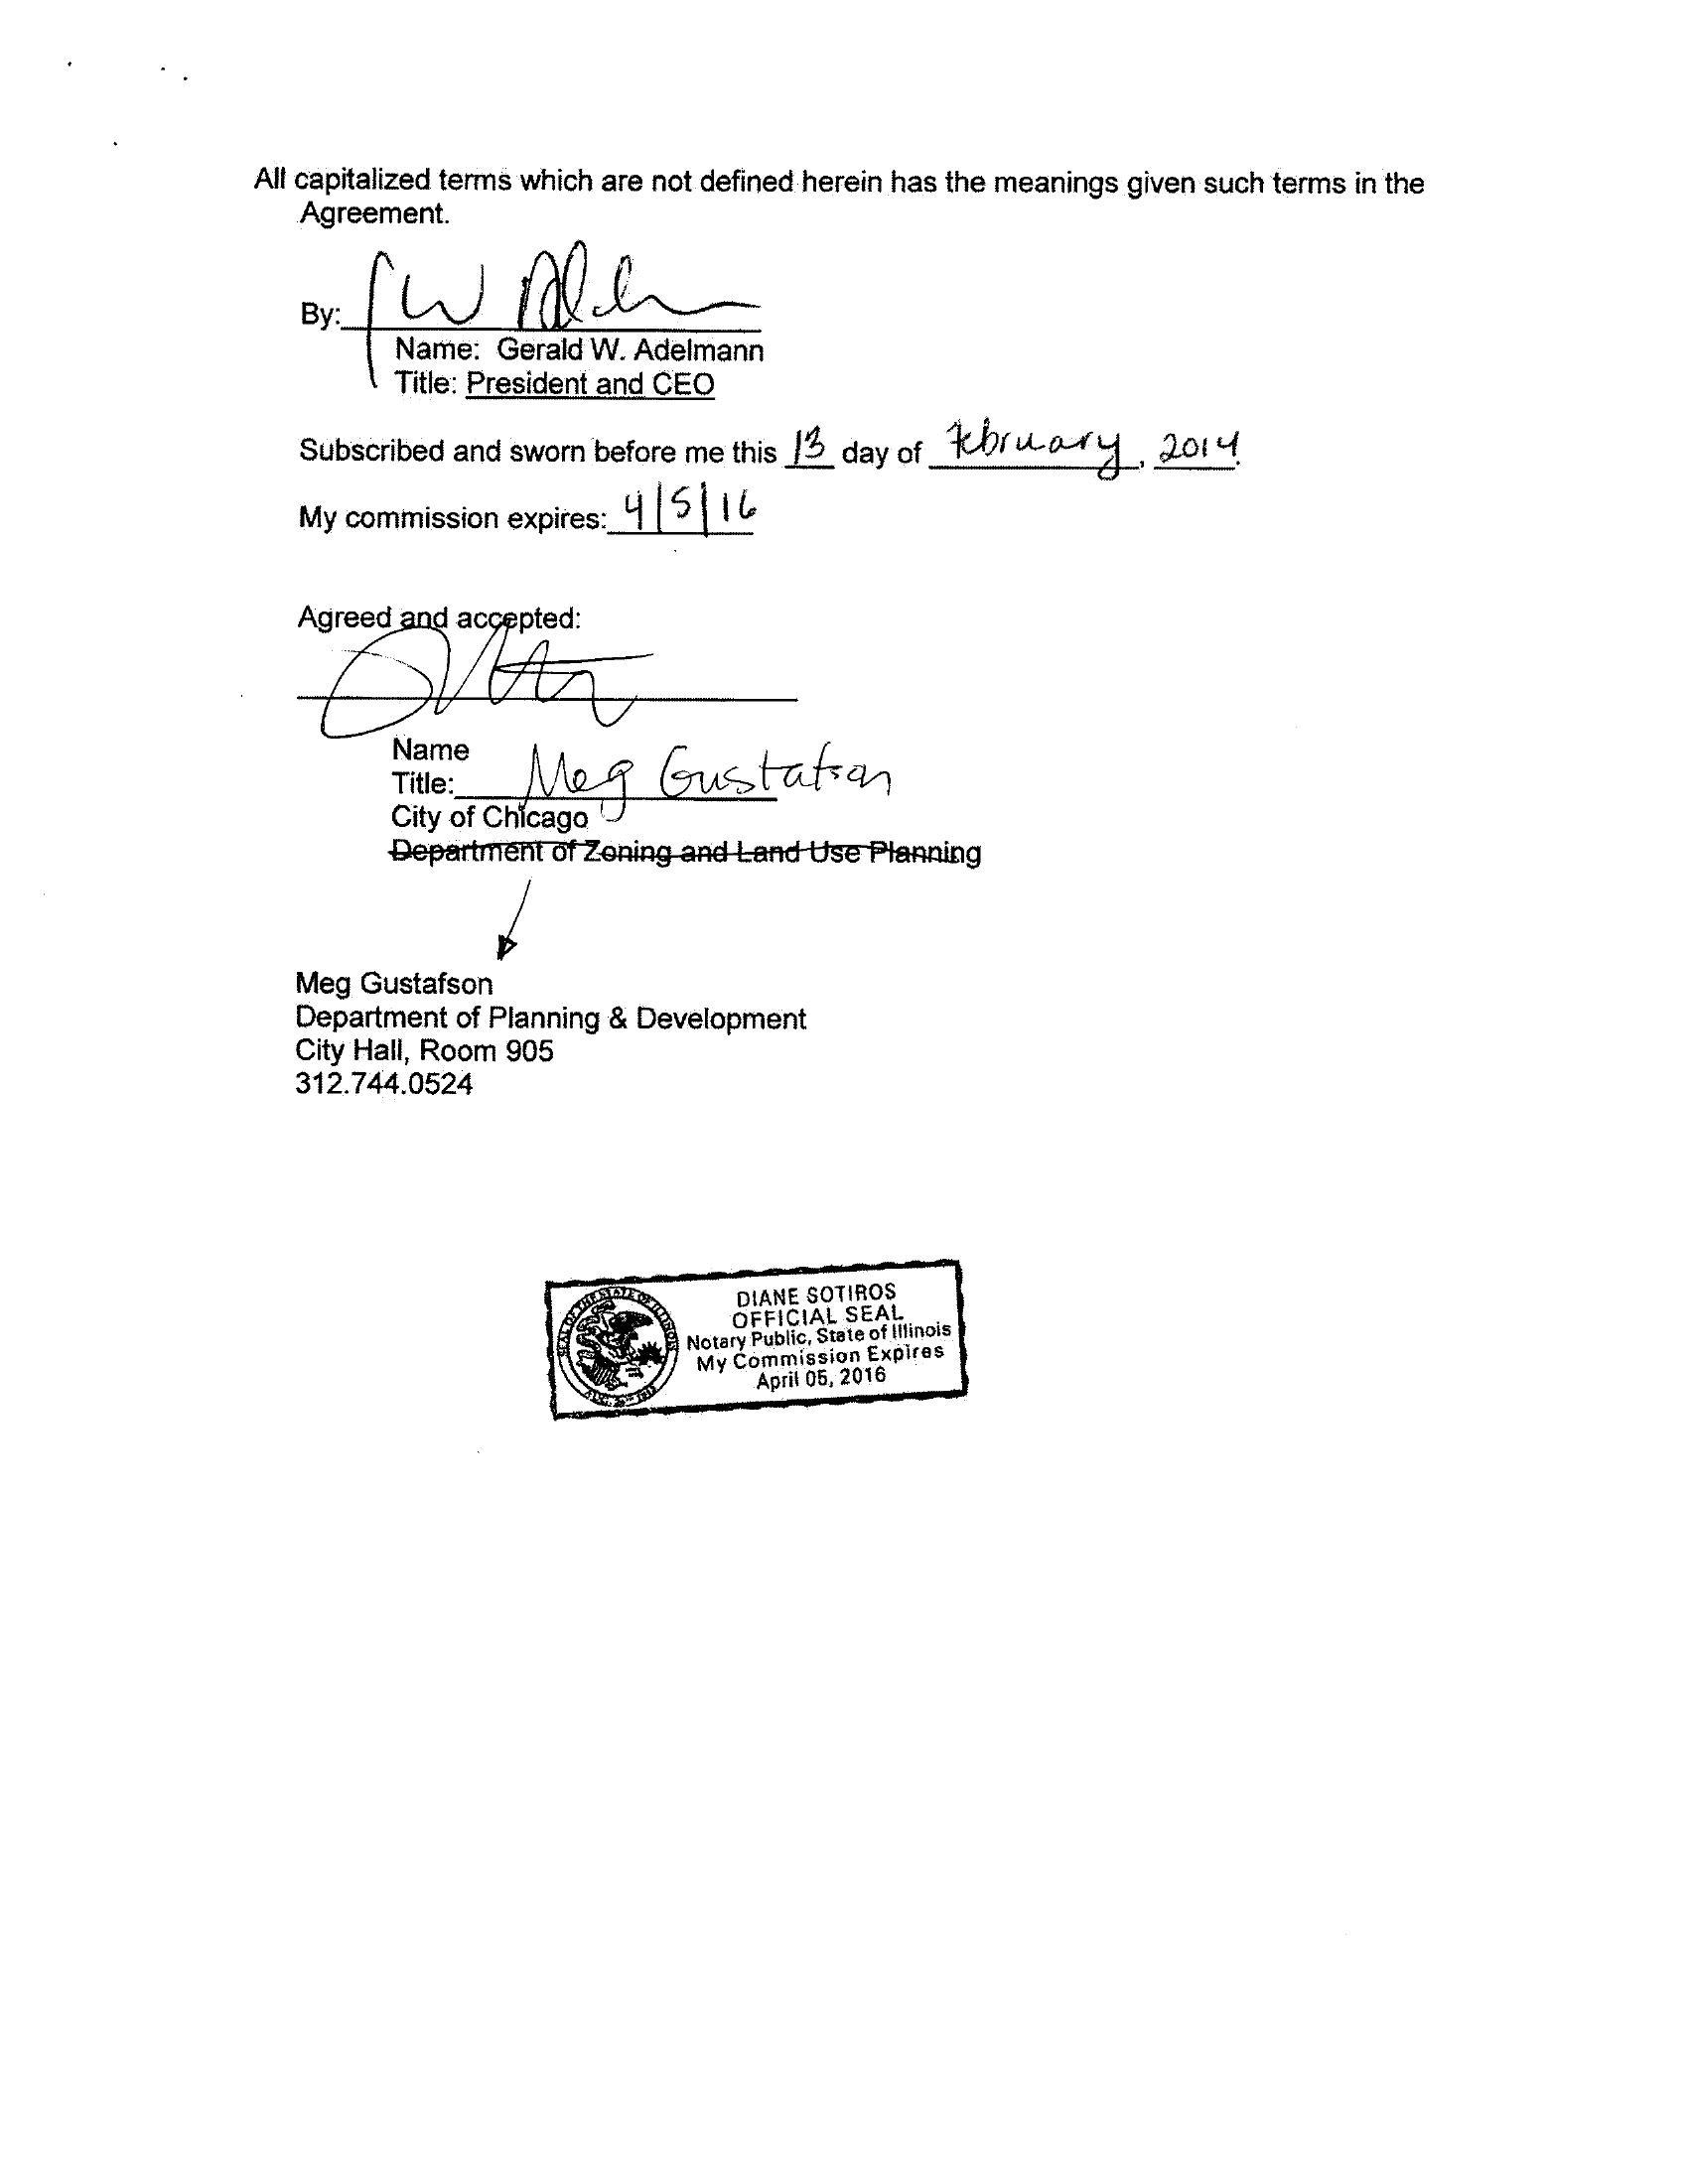 All capitalized terms which are not defined herein has the meanings given such terms in the
Agreement.
By:
Name: Gerald W. Adelmann
Title: President and CEO
Subscribed and sworn before me this 13 day of February, 2014.
My commission expires: 4/5/16
Agreed and accepted:
Name
Title: Meg Gustafson
City of Chicago
Department of Zoning and Land Use Planning
Meg Gustafson
Department of Planning & Development
City Hall, Room 905
312.744.0524
SEAL OF THE STATE OF ILLINOIS
AUG. 26 1818
DIANE SOTIROS
OFFICIAL SEAL
Notary Public, State of Illinois
My Commission Expires
April 05, 2016